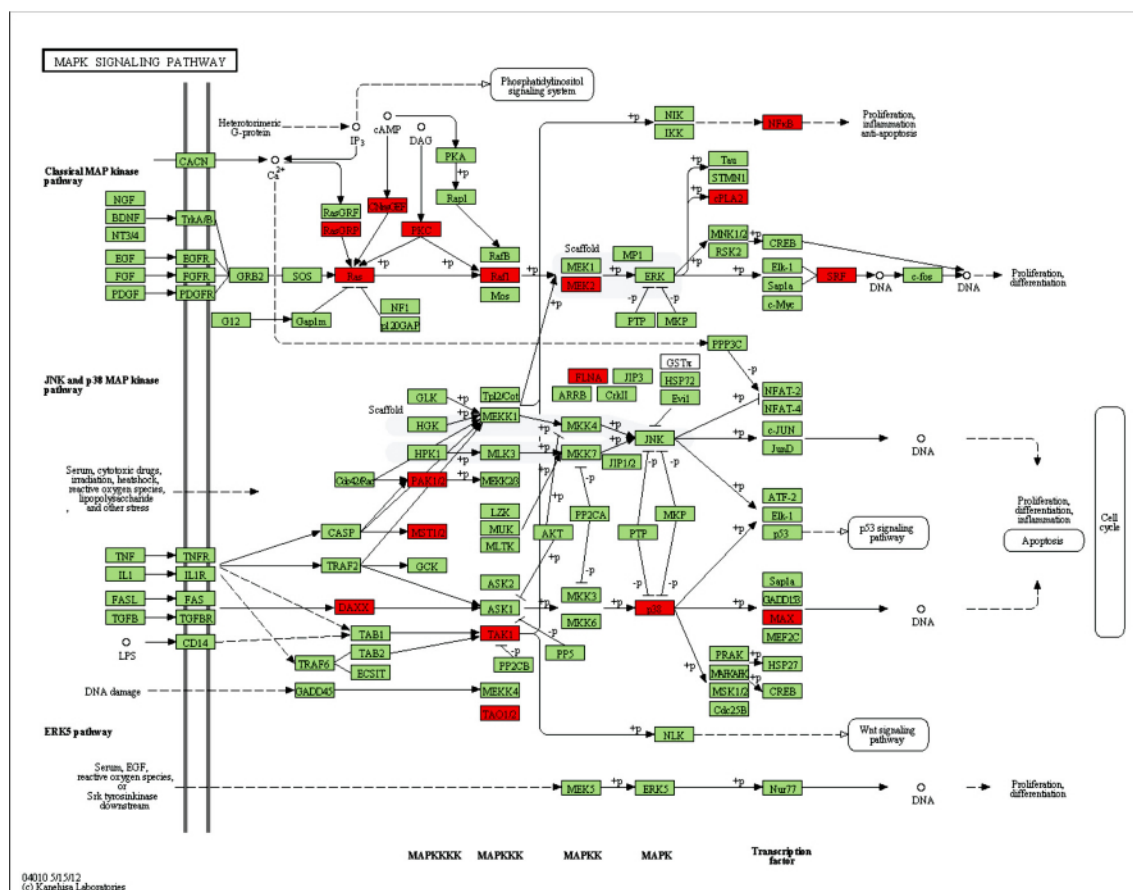 MAPK SIGNALING PATHWAY
Phosphatidylinositol
signaling system
Heterotorimeric
G-protein
IP3
cAMP
DAG
Ca2+
CACN
PKA
+p
Rap1
NIK
IKK
+p
NFκB
Proliferation,
inflammation
anti-apoptosis
Classical MAP kinase
pathway
NGF
BDNF
NT3/4
TrkA/B
EGF
EGFR
FGF
FGFR
PDGF
PDGFR
GRB2
SOS
RasGRF
RasGRP
CNasGEF
PKC
Ras
RafB
Raf1
Mos
+p
+p
+p
Scaffold
MEK1
MEK2
MP1
+p
+p
ERK
Tau
STMN1
cPLA2
+p
MNK1/2
RSK2
+p
CREB
+p
+p
Elk-1
Sap1a
c-Myc
SRF
DNA
c-fos
DNA
Proliferation,
differentiation
G12
Gap1m
NF1
p120GAP
-p
-p
PTP
MKP
+p
PPP3C
-p
JNK and p38 MAP kinase
pathway
Scaffold
GLK
HGK
HPK1
Tpl2/Cot
MEKK1
MLK3
MEKK2/3
FLNA
JIP3
ARRB
CrkII
GSTπ
HSP72
Evi1
MKK4
MKK7
JIP1/2
JNK
NFAT-2
NFAT-4
c-JUN
JunD
DNA
+p
+p
+p
+p
+p
Serum, cytotoxic drugs,
irradiation, heatshock,
reactive oxygen species,
lipopolysaccharide
and other stress
Cdc42/Rac
PAK1/2
LZK
MUK
MLTK
AKT
PP2CA
PTP
MKP
-p
-p
-p
+p
ATF-2
Elk-1
p53
p53 signaling
pathway
Proliferation,
differentiation,
inflammation
Apoptosis
Cell
cycle
CASP
MST1/2
TNF
TNFR
IL1
IL1R
TRAF2
GCK
+p
-p
-p
-p
FASL
FAS
TGFB
TGFBR
DAXX
ASK2
ASK1
+p
MKK3
MKK6
+p
p38
+p
Sap1a
GADD153
MAX
MEF2C
DNA
LPS
CD14
TAB1
TAB2
ECSIT
TRAF6
TAK1
-p
PP2CB
PP5
+p
PRAK
MAPKAPK
MSK1/2
Cdc25B
+p
+p
HSP27
CREB
DNA damage
GADD45
MEKK4
TAO1/2
+p
NLK
Wnt signaling
pathway
ERK5 pathway
Serum, EGF,
reactive oxygen species,
or
Srk tyrosinkinase
downstream
MEK5
+p
ERK5
+p
Nur77
DNA
Proliferation,
differentiation
MAPKKKK
MAPKKK
MAPKK
MAPK
Transcription
factor
04010 5/15/12
(c) Kanehisa Laboratories